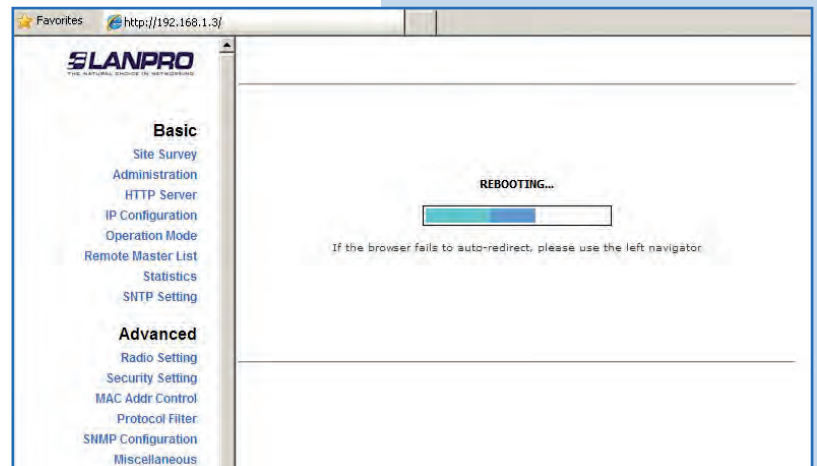 Favorites
http://192.168.1.3/
LANPRO
THE NATURAL CHOICE IN NETWORKING
Basic
Site Survey
Administration
HTTP Server
IP Configuration
Operation Mode
Remote Master List
Statistics
SNTP Setting
Advanced
Radio Setting
Security Setting
MAC Addr Control
Protocol Filter
SNMP Configuration
Miscellaneous
REBOOTING...
If the browser fails to auto-redirect, please use the left navigator